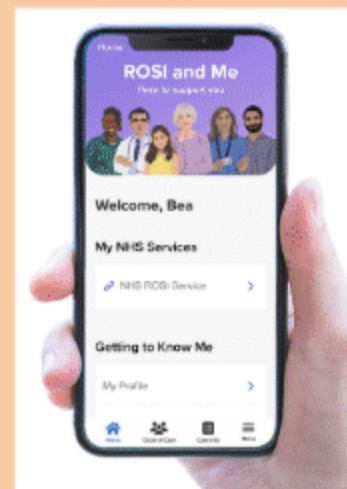 Home
ROSI and Me
Here to support you
Welcome, Bea
My NHS Services
NHS ROSI Service
Getting to Know Me
My Profile
Home
Circle of Care
Menu